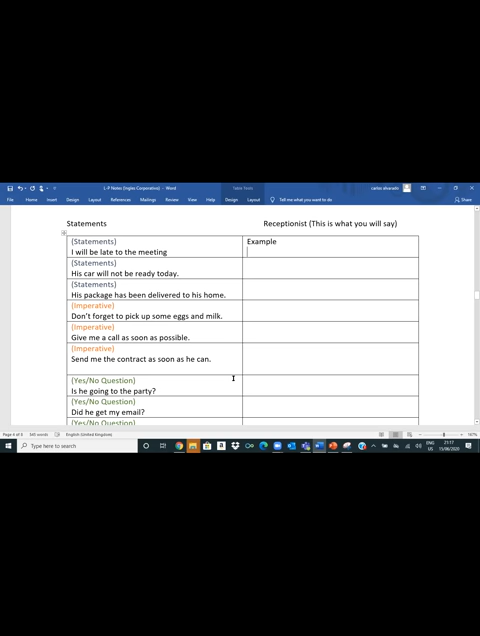 L-P Notes (Ingles Corporativo) - Word
Table Tools
carlos alvarado
File Home Insert Design Layout References Mailings Review View Help Design Layout Tell me what you want to do Share
Statements Receptionist (This is what you will say)
(Statements)
I will be late to the meeting
Example
(Statements)
His car will not be ready today.
(Statements)
His package has been delivered to his home.
(Imperative)
Don't forget to pick up some eggs and milk.
(Imperative)
Give me a call as soon as possible.
(Imperative)
Send me the contract as soon as he can.
(Yes/No Question)
Is he going to the party?
(Yes/No Question)
Did he get my email?
(Yes/No Question)
Page 4 of 8 540 words English (United Kingdom)
Type here to search
ENG 21:17
US 15/06/2020